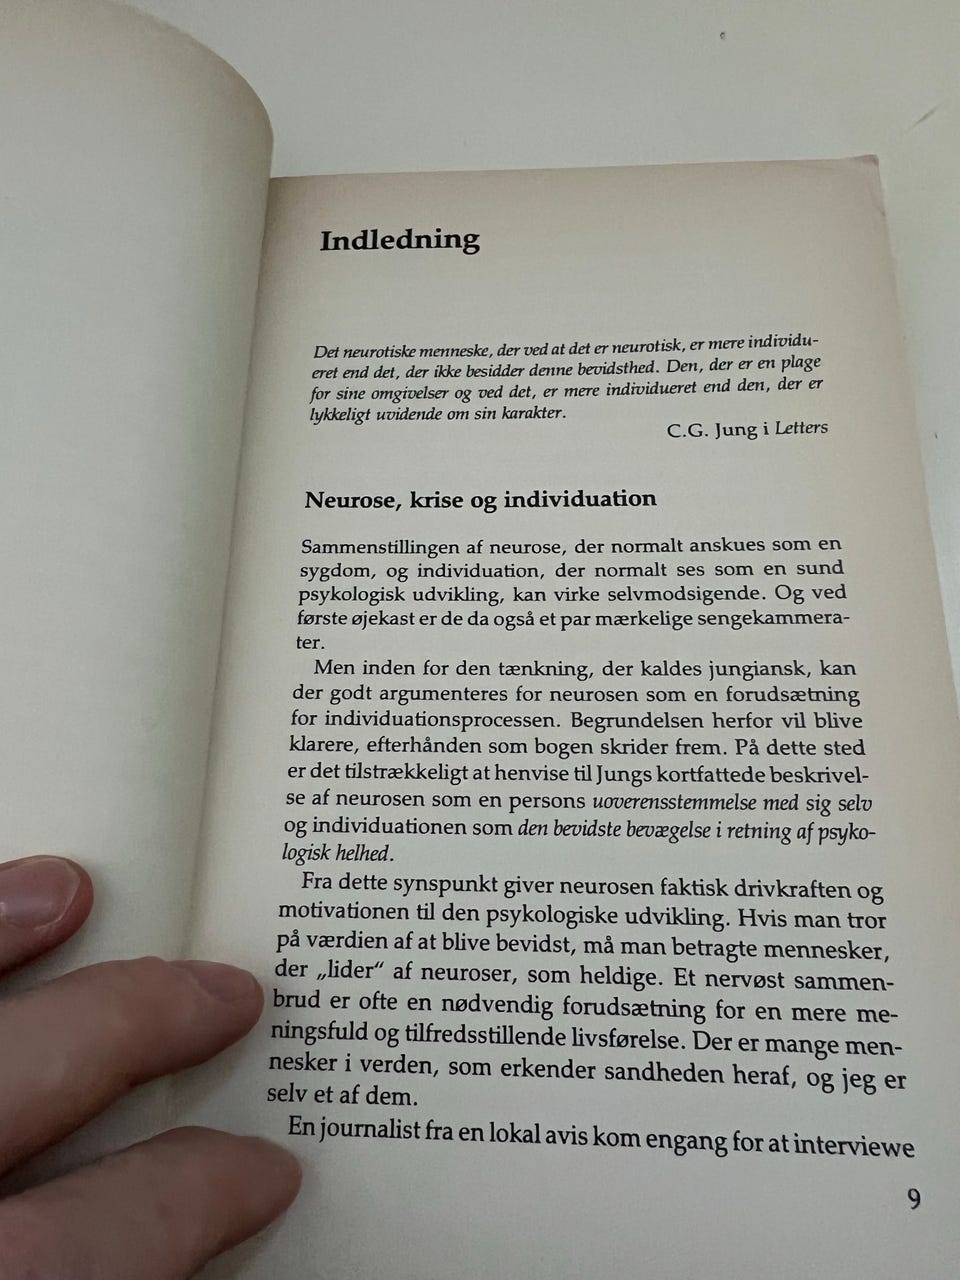 Indledning
Det neurotiske menneske, der ved at det er neurotisk, er mere individu-
eret end det, der ikke besidder denne bevidsthed. Den, der er en plage
for sine omgivelser og ved det, er mere individueret end den, der er
lykkeligt uvidende om sin karakter.
C.G. Jung i Letters
Neurose, krise og individuation
Sammenstillingen af neurose, der normalt anskues som en
sygdom, og individuation, der normalt ses som en sund
psykologisk udvikling, kan virke selvmodsigende. Og ved
første øjekast er de da også et par mærkelige sengekammera-
ter.
Men inden for den tænkning, der kaldes jungiansk, kan
der godt argumenteres for neurosen som en forudsætning
for individuationsprocessen. Begrundelsen herfor vil blive
klarere, efterhånden som bogen skrider frem. På dette sted
er det tilstrækkeligt at henvise til Jungs kortfattede beskrivel-
se af neurosen som en persons uoverensstemmelse med sig selv
og individuationen som den bevidste bevægelse i retning af psyko-
logisk helhed.
Fra dette synspunkt giver neurosen faktisk drivkraften og
motivationen til den psykologiske udvikling. Hvis man tror
på værdien af at blive bevidst, må man betragte mennesker,
der „lider“ af neuroser, som heldige. Et nervøst sammen-
brud er ofte en nødvendig forudsætning for en mere me-
ningsfuld og tilfredsstillende livsførelse. Der er mange men-
nesker i verden, som erkender sandheden heraf, og jeg er
selv et af dem.
En journalist fra en lokal avis kom engang for at interviewe
9